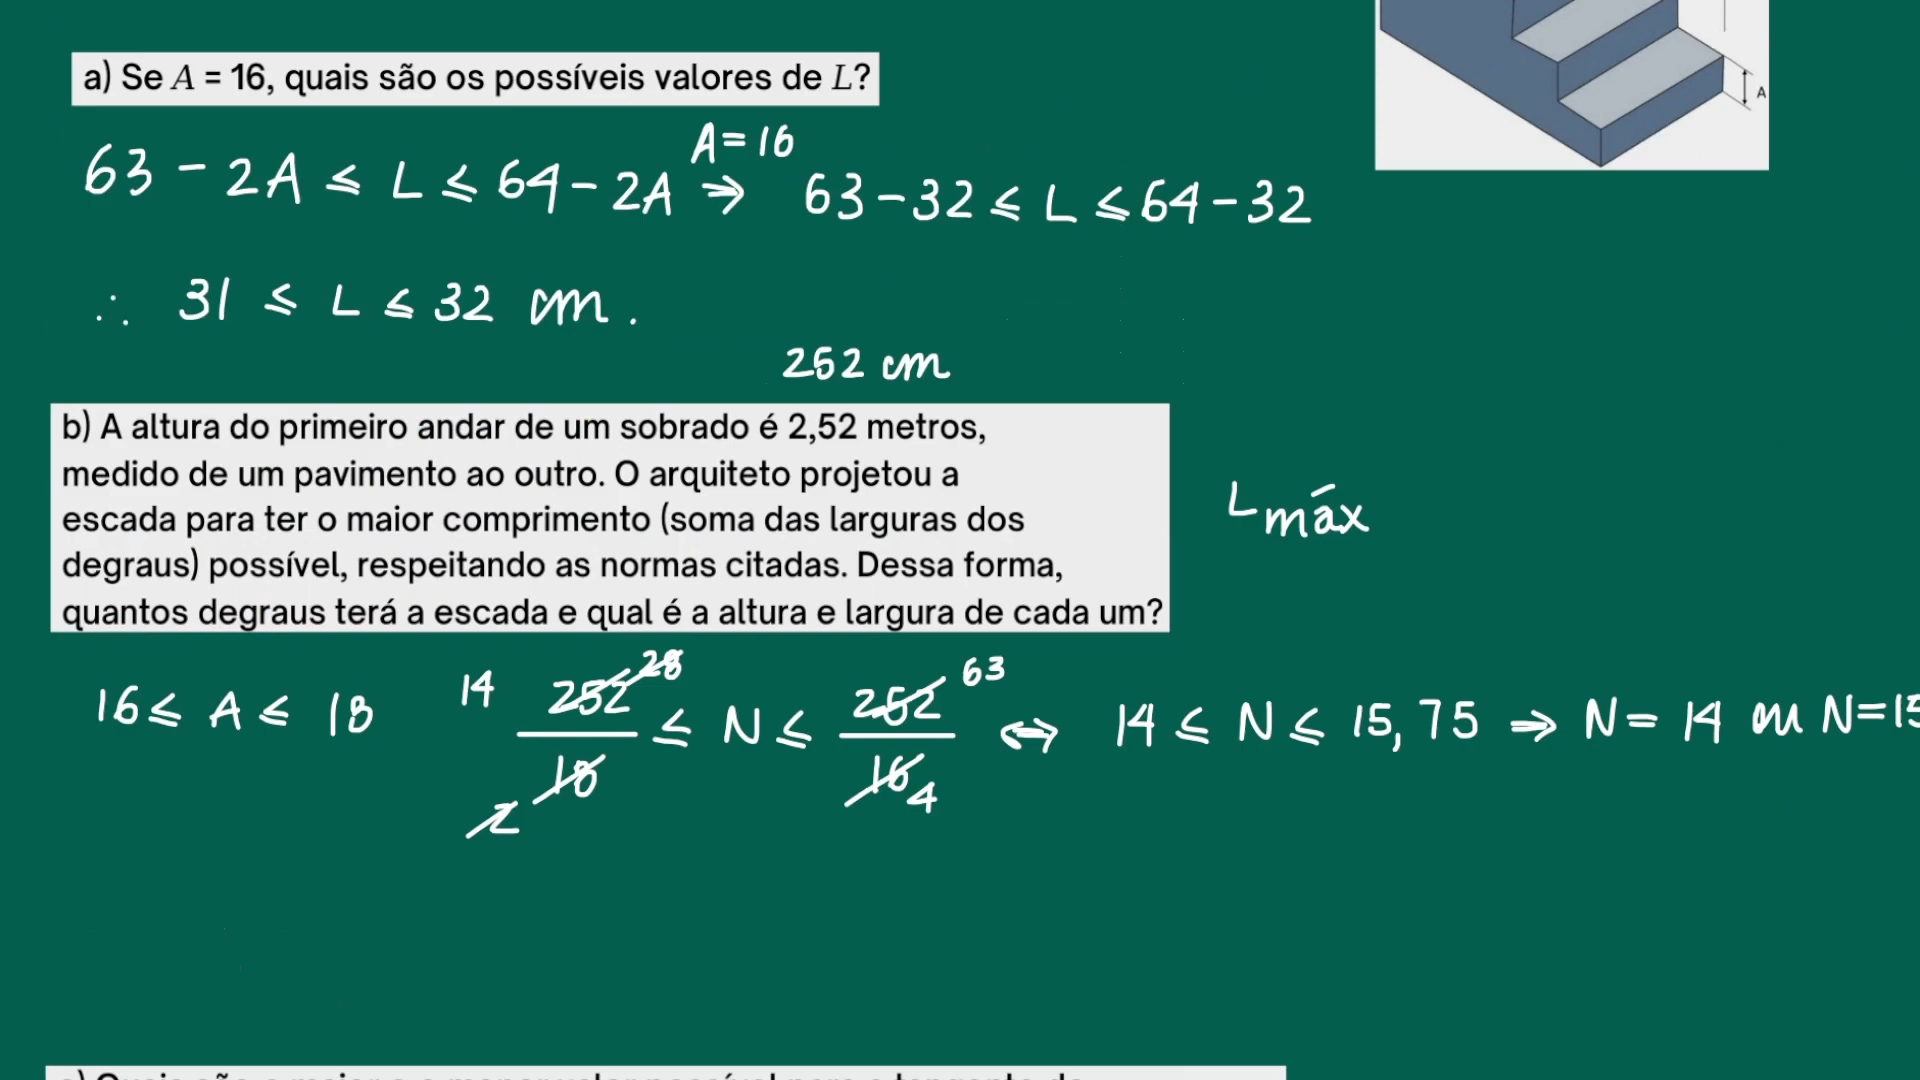 a) Se A = 16, quais são os possíveis valores de L?
A
A = 16
63 - 2A ≤ L ≤ 64 - 2A ⇒ 63 - 32 ≤ L ≤ 64 - 32
∴ 31 ≤ L ≤ 32 cm.
252 cm
b) A altura do primeiro andar de um sobrado é 2,52 metros,
medido de um pavimento ao outro. O arquiteto projetou a
escada para ter o maior comprimento (soma das larguras dos
degraus) possível, respeitando as normas citadas. Dessa forma,
quantos degraus terá a escada e qual é a altura e largura de cada um?
L máx
14 28 63
16 ≤ A ≤ 18 252/18 ≤ N ≤ 252/16 ⇔ 14 ≤ N ≤ 15,75 ⇒ N = 14 ou N = 15
2 4